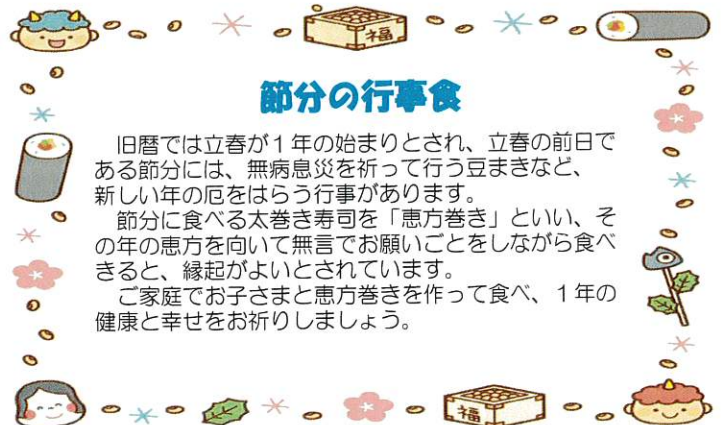 福
節分の行事食
旧暦では立春が１年の始まりとされ、立春の前日で
ある節分には、無病息災を祈って行う豆まきなど、
新しい年の厄をはらう行事があります。
節分に食べる太巻き寿司を「恵方巻き」といい、そ
の年の恵方を向いて無言でお願いごとをしながら食べ
きると、縁起がよいとされています。
ご家庭でお子さまと恵方巻きを作って食べ、１年の
健康と幸せをお祈りしましょう。
福